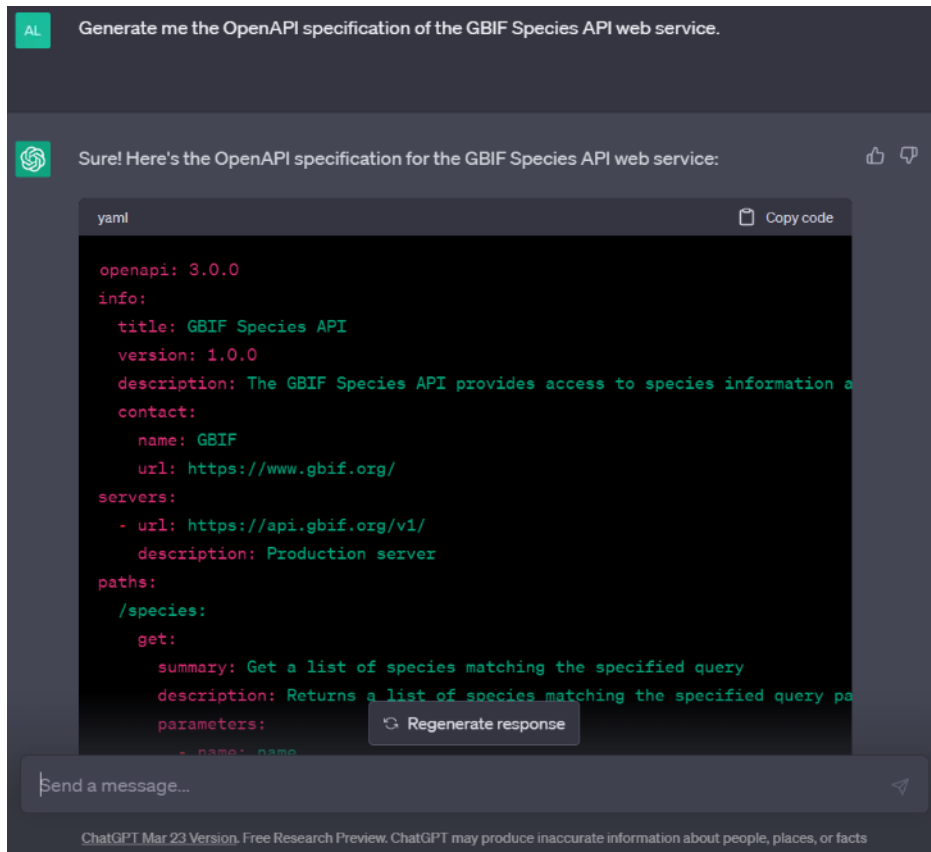 AL
Generate me the OpenAPI specification of the GBIF Species API web service.
Sure! Here's the OpenAPI specification for the GBIF Species API web service:
yaml
Copy code
openapi: 3.0.0
info:
  title: GBIF Species API
  version: 1.0.0
  description: The GBIF Species API provides access to species information a
  contact:
    name: GBIF
    url: https://www.gbif.org/
servers:
  - url: https://api.gbif.org/v1/
    description: Production server
paths:
  /species:
    get:
      summary: Get a list of species matching the specified query
      description: Returns a list of species matching the specified query pa
      parameters:
        - name: name
Regenerate response
Send a message...
ChatGPT Mar 23 Version. Free Research Preview. ChatGPT may produce inaccurate information about people, places, or facts